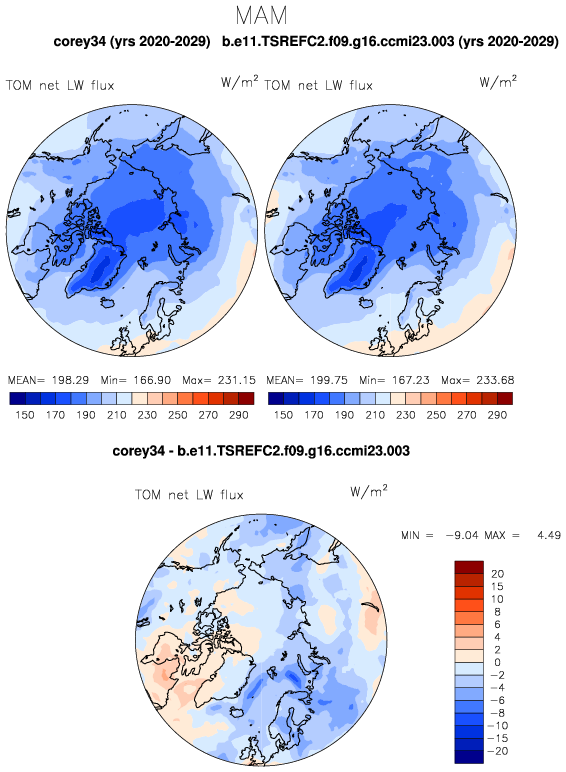 MAM
corey34 (yrs 2020-2029) b.e11.TSREFC2.f09.g16.ccmi23.003 (yrs 2020-2029)
TOM net LW flux W/m² TOM net LW flux W/m²
MEAN= 198.29 Min= 166.90 Max= 231.15 MEAN= 199.75 Min= 167.23 Max= 233.68
150 170 190 210 230 250 270 290 150 170 190 210 230 250 270 290
corey34 - b.e11.TSREFC2.f09.g16.ccmi23.003
TOM net LW flux W/m²
MIN = -9.04 MAX = 4.49
20
15
10
8
6
4
2
0
-2
-4
-6
-8
-10
-15
-20